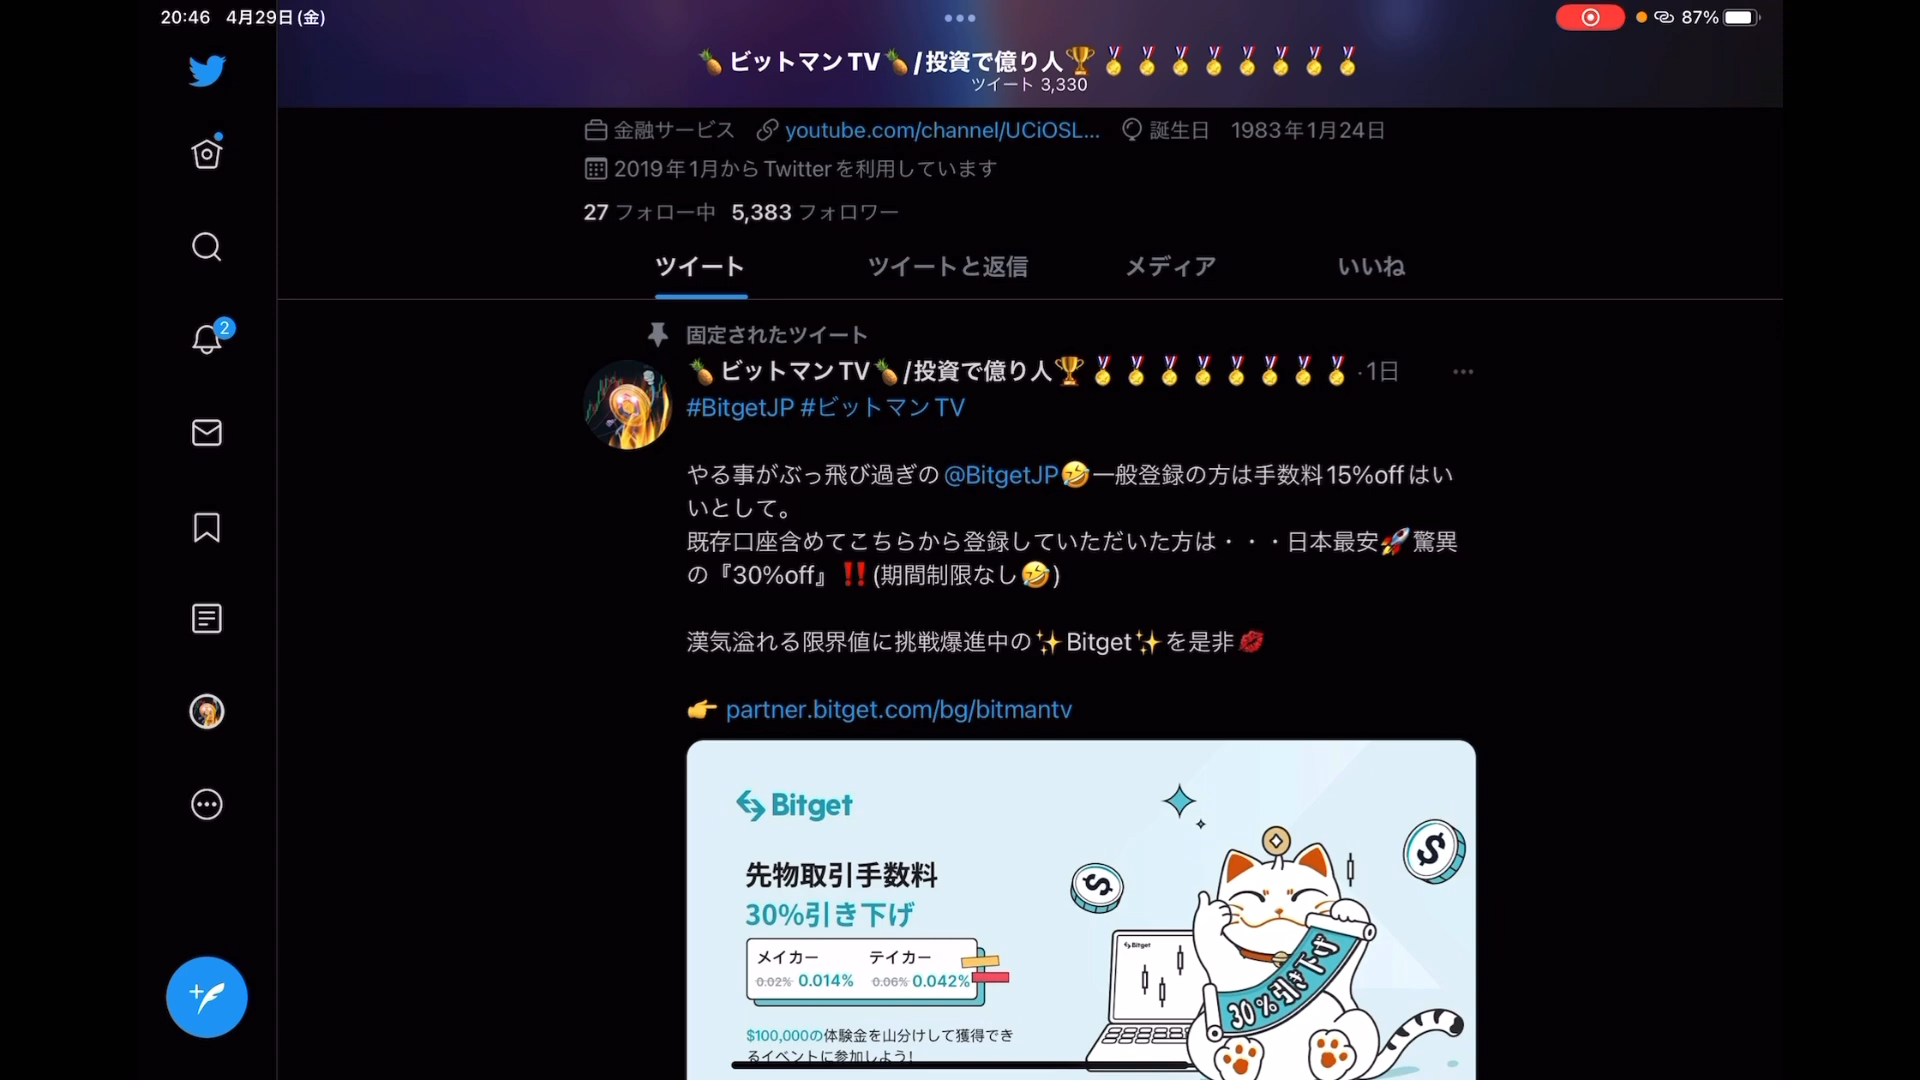 20:46 4月29日(金)
87%
🍍ビットマンTV🍍/投資で億り人🏆🏅🏅🏅🏅🏅🏅🏅🏅
ツイート 3,330
金融サービス youtube.com/channel/UCiOSL... 誕生日 1983年1月24日
2019年1月からTwitterを利用しています
27 フォロー中 5,383 フォロワー
ツイート ツイートと返信 メディア いいね
2
固定されたツイート
🍍ビットマンTV🍍/投資で億り人🏆🏅🏅🏅🏅🏅🏅🏅🏅 · 1日
#BitgetJP #ビットマンTV
やる事がぶっ飛び過ぎの @BitgetJP🤣一般登録の方は手数料15%offはい
いとして。
既存口座含めてこちらから登録していただいた方は・・・日本最安🚀驚異
の『30%off』‼️(期間制限なし🤣)
漢気溢れる限界値に挑戦爆進中の✨Bitget✨を是非💋
👉 partner.bitget.com/bg/bitmantv
Bitget
先物取引手数料
30%引き下げ
メイカー テイカー
0.02% 0.014% 0.06% 0.042%
$100,000の体験金を山分けして獲得でき
るイベントに参加しよう!
Bitget
30%引き下げ